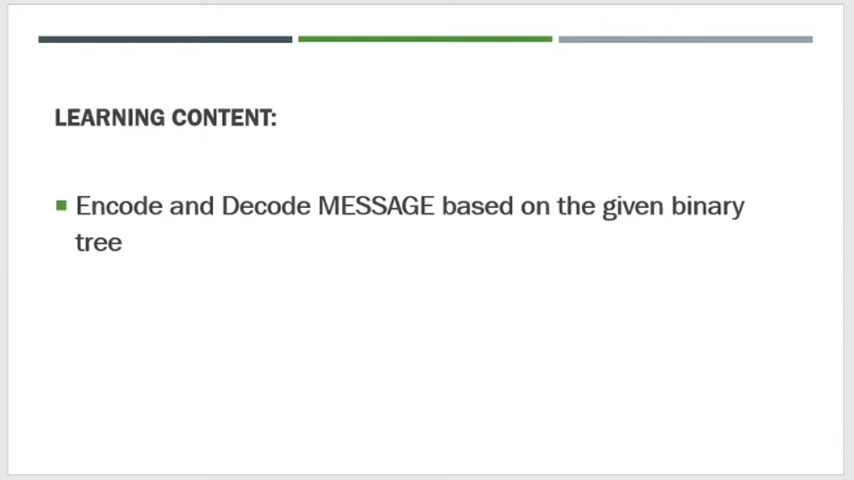 LEARNING CONTENT:
Encode and Decode MESSAGE based on the given binary
tree